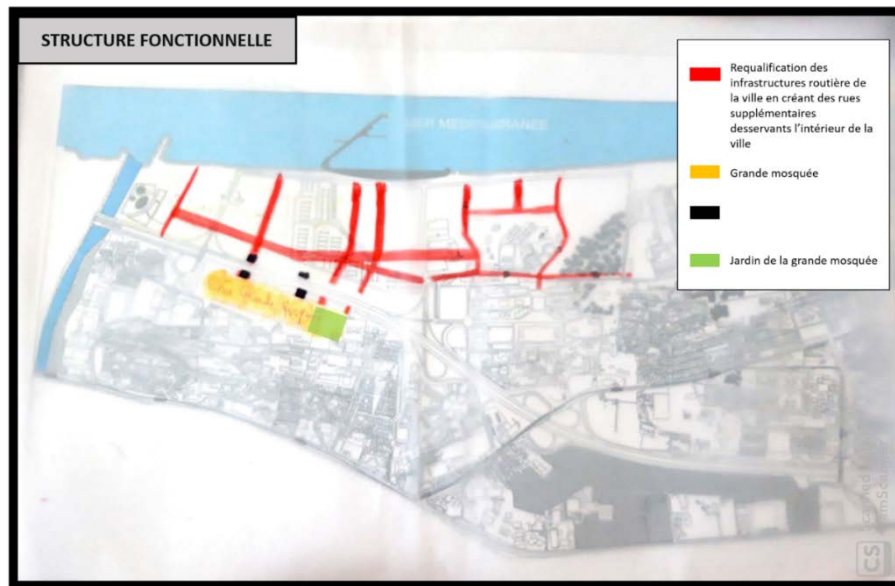 STRUCTURE FONCTIONNELLE
MER MEDITERRANEE
Requalification des
infrastructures routière de
la ville en créant des rues
supplémentaires
desservants l'intérieur de la
ville
Grande mosquée
Jardin de la grande mosquée
CS